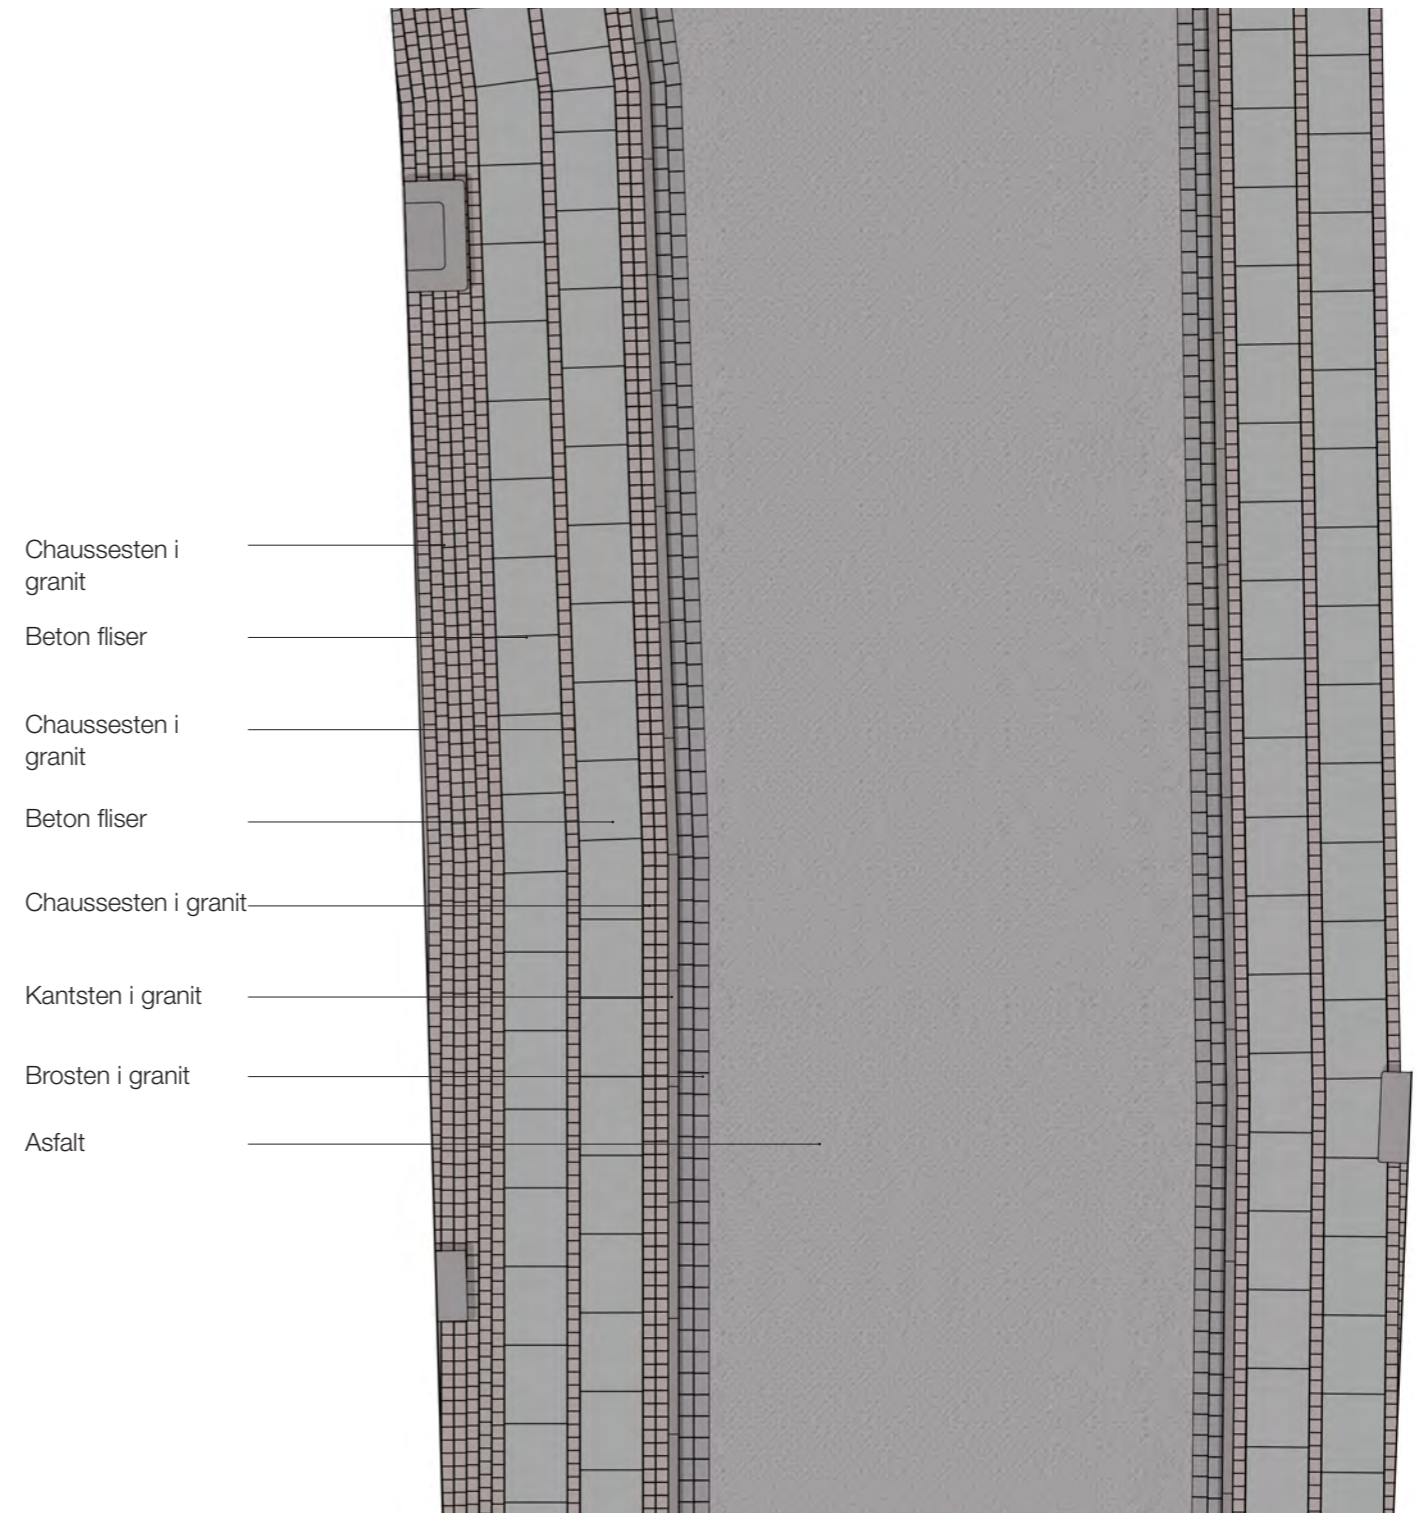 Chaussesten i
granit
Beton fliser
Chaussesten i
granit
Beton fliser
Chaussesten i granit
Kantsten i granit
Brosten i granit
Asfalt